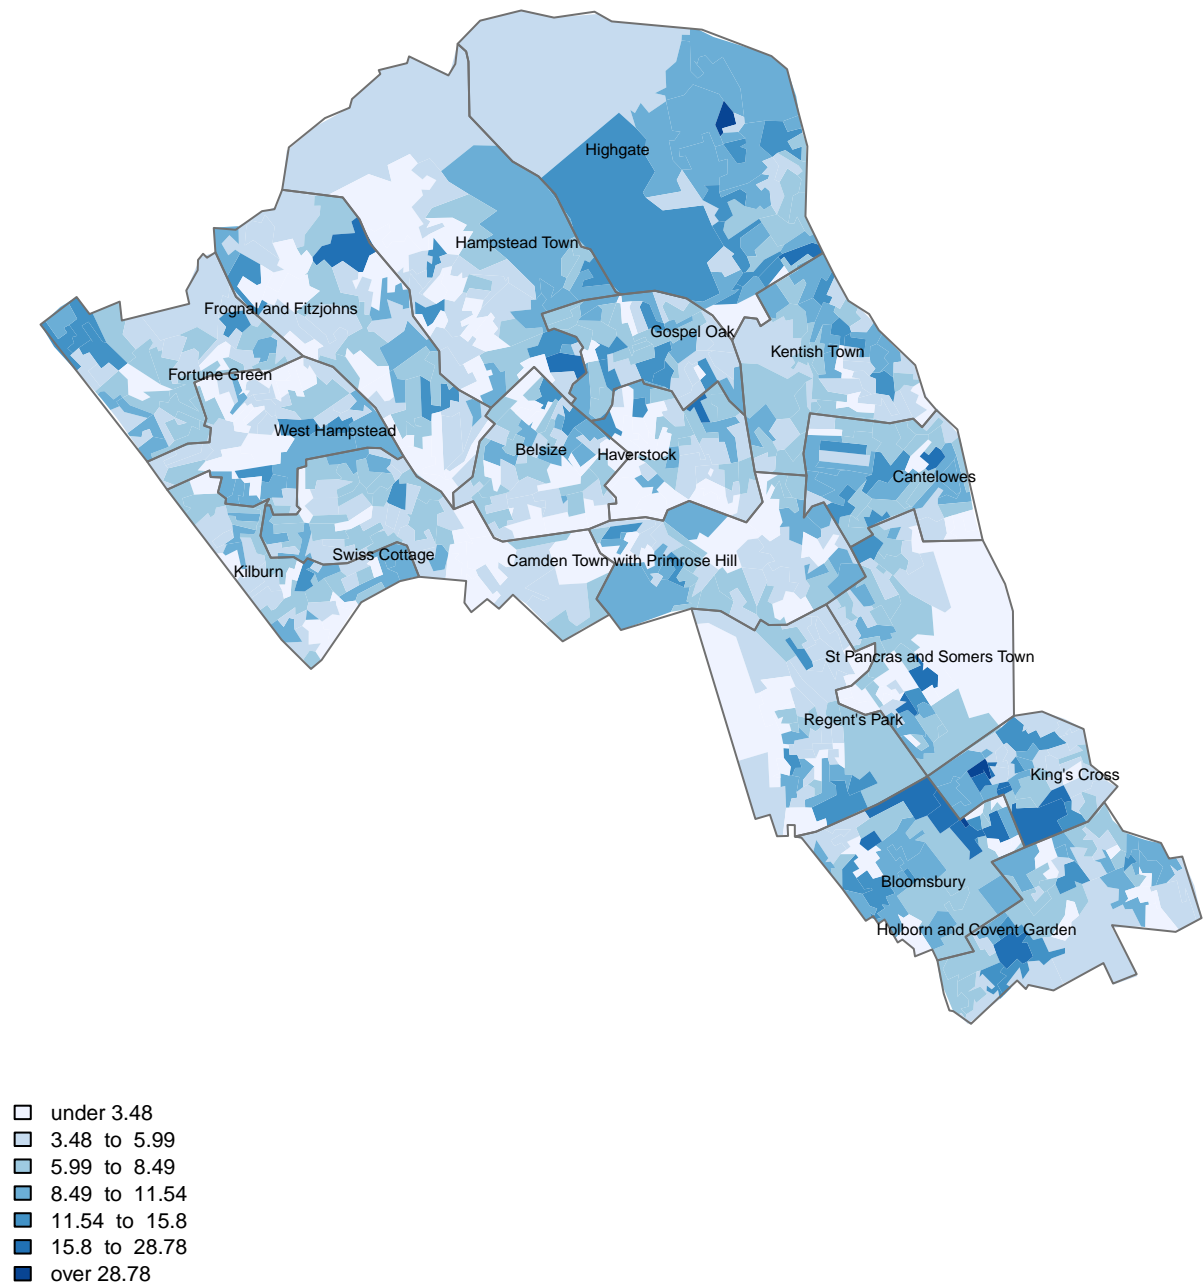 Highgate
Hampstead Town
Frognal and Fitzjohns
Gospel Oak
Kentish Town
Fortune Green
West Hampstead
Belsize
Haverstock
Cantelowes
Swiss Cottage
Camden Town with Primrose Hill
Kilburn
St Pancras and Somers Town
Regent's Park
King's Cross
Bloomsbury
Holborn and Covent Garden
under 3.48
3.48 to 5.99
5.99 to 8.49
8.49 to 11.54
11.54 to 15.8
15.8 to 28.78
over 28.78